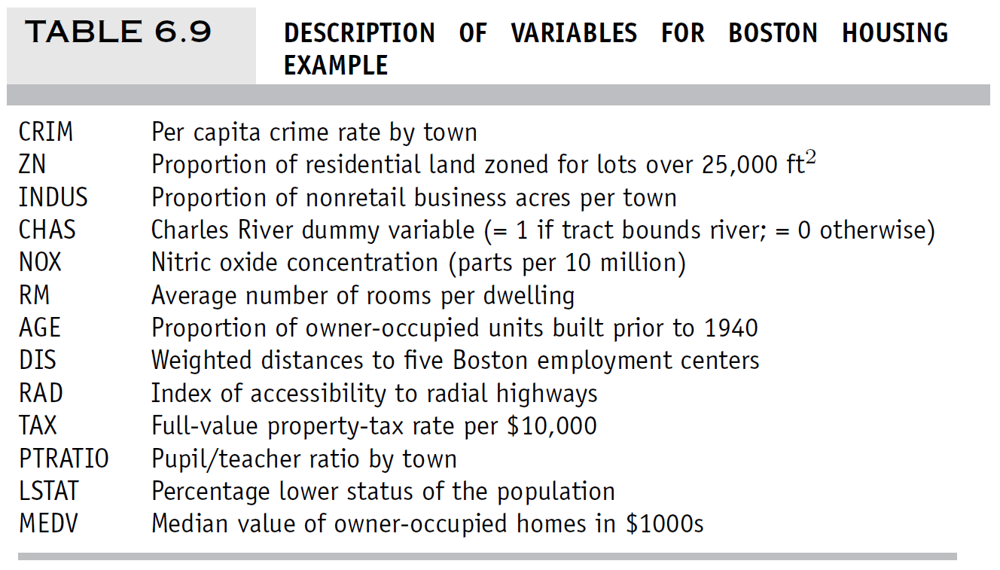 TABLE 6.9
DESCRIPTION OF VARIABLES FOR BOSTON HOUSING
EXAMPLE
CRIM Per capita crime rate by town
ZN Proportion of residential land zoned for lots over 25,000 ft²
INDUS Proportion of nonretail business acres per town
CHAS Charles River dummy variable (= 1 if tract bounds river; = 0 otherwise)
NOX Nitric oxide concentration (parts per 10 million)
RM Average number of rooms per dwelling
AGE Proportion of owner-occupied units built prior to 1940
DIS Weighted distances to five Boston employment centers
RAD Index of accessibility to radial highways
TAX Full-value property-tax rate per $10,000
PTRATIO Pupil/teacher ratio by town
LSTAT Percentage lower status of the population
MEDV Median value of owner-occupied homes in $1000s